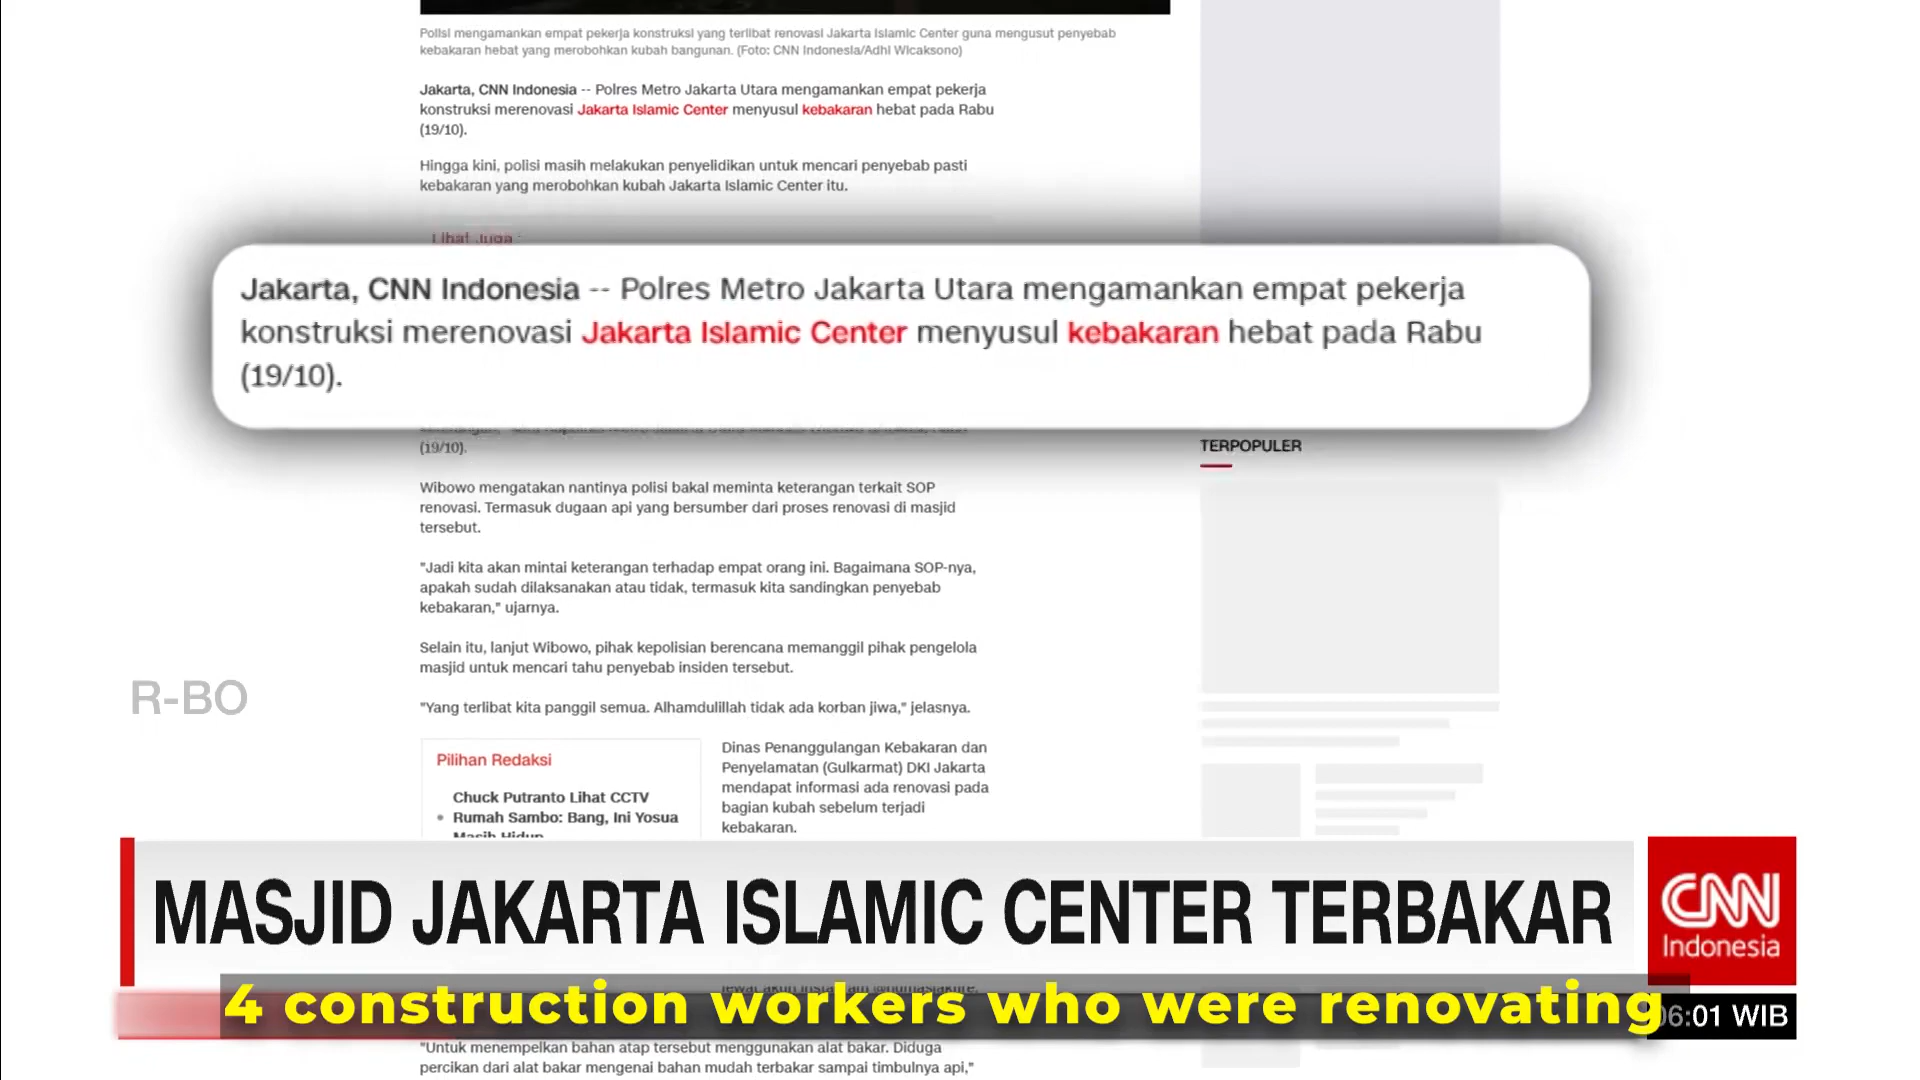 Polisi mengamankan empat pekerja konstruksi yang terlibat renovasi Jakarta Islamic Center guna mengusut penyebab
kebakaran hebat yang merobohkan kubah bangunan. (Foto: CNN Indonesia/Adhi Wicaksono)
Jakarta, CNN Indonesia -- Polres Metro Jakarta Utara mengamankan empat pekerja
konstruksi merenovasi Jakarta Islamic Center menyusul kebakaran hebat pada Rabu
(19/10).
Hingga kini, polisi masih melakukan penyelidikan untuk mencari penyebab pasti
kebakaran yang merobohkan kubah Jakarta Islamic Center itu.
Lihat Juga :
Jakarta, CNN Indonesia -- Polres Metro Jakarta Utara mengamankan empat pekerja
konstruksi merenovasi Jakarta Islamic Center menyusul kebakaran hebat pada Rabu
(19/10).
(19/10).
TERPOPULER
Wibowo mengatakan nantinya polisi bakal meminta keterangan terkait SOP
renovasi. Termasuk dugaan api yang bersumber dari proses renovasi di masjid
tersebut.
"Jadi kita akan mintai keterangan terhadap empat orang ini. Bagaimana SOP-nya,
apakah sudah dilaksanakan atau tidak, termasuk kita sandingkan penyebab
kebakaran," ujarnya.
Selain itu, lanjut Wibowo, pihak kepolisian berencana memanggil pihak pengelola
masjid untuk mencari tahu penyebab insiden tersebut.
R-BO
"Yang terlibat kita panggil semua. Alhamdulillah tidak ada korban jiwa," jelasnya.
Pilihan Redaksi
Chuck Putranto Lihat CCTV
Rumah Sambo: Bang, Ini Yosua
Masih Hidup
Dinas Penanggulangan Kebakaran dan
Penyelamatan (Gulkarmat) DKI Jakarta
mendapat informasi ada renovasi pada
bagian kubah sebelum terjadi
kebakaran.
MASJID JAKARTA ISLAMIC CENTER TERBAKAR
CNN
Indonesia
4 construction workers who were renovating
06:01 WIB
"Untuk menempelkan bahan atap tersebut menggunakan alat bakar. Diduga
percikan dari alat bakar mengenai bahan mudah terbakar sampai timbulnya api,"